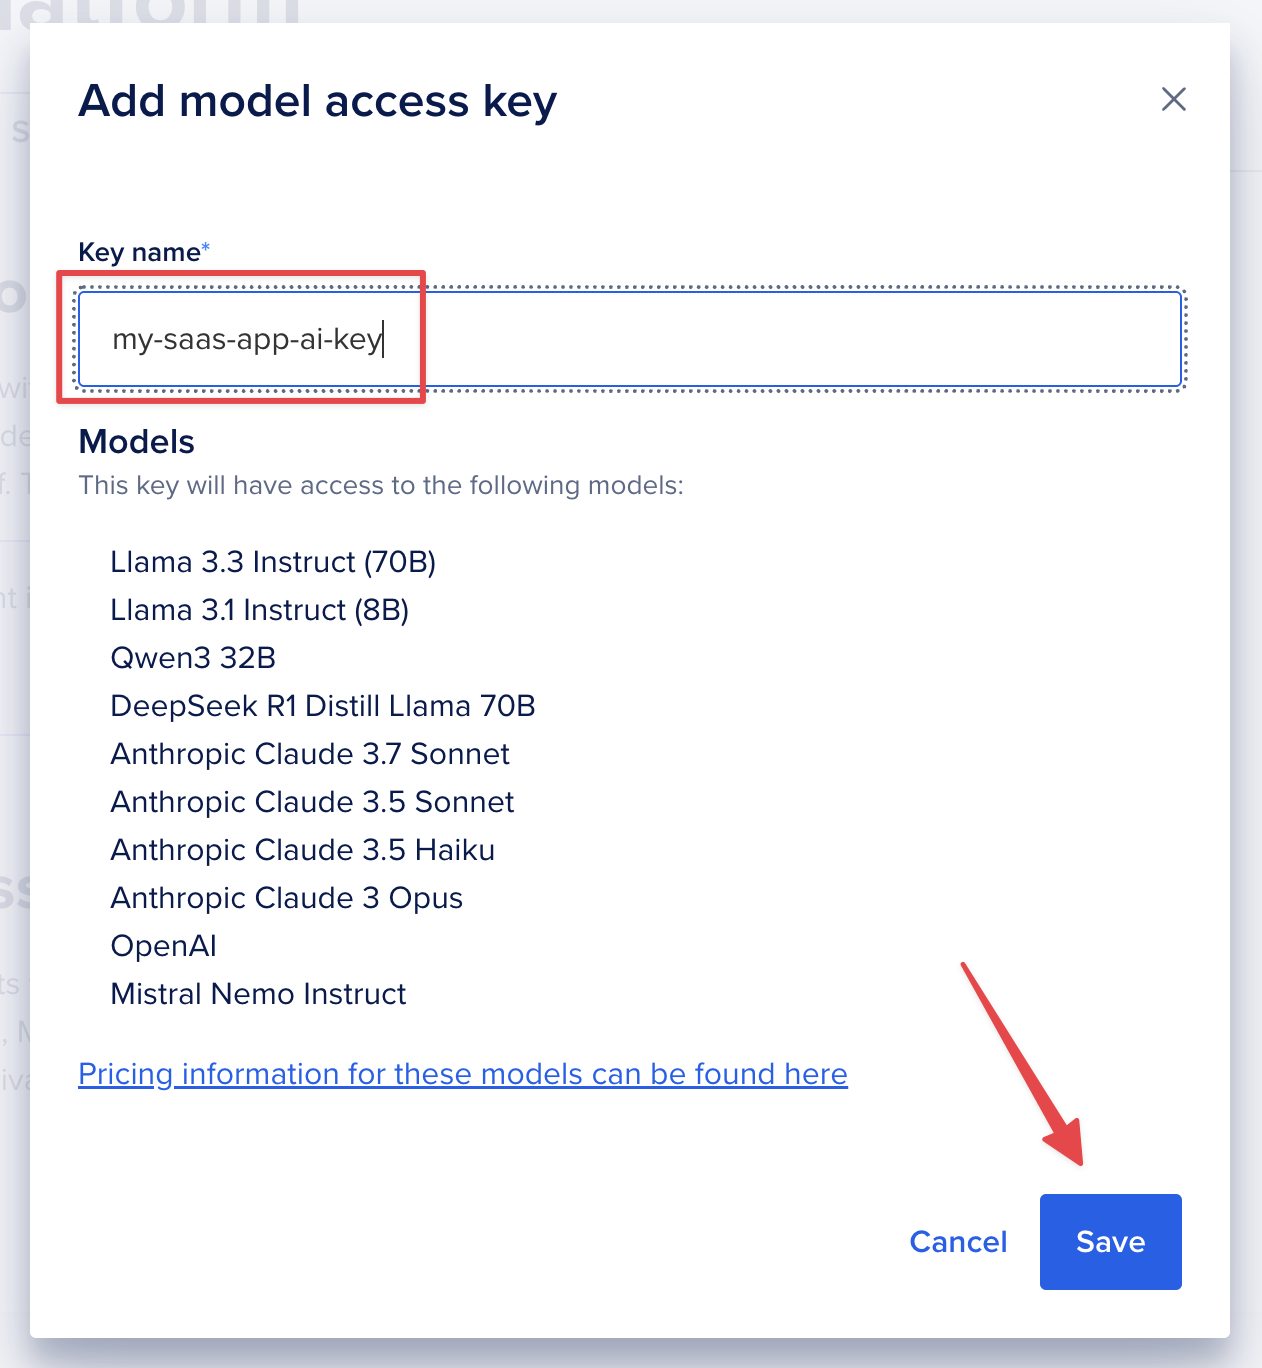 Add model access key
Key name*
my-saas-app-ai-key
Models
This key will have access to the following models:
Llama 3.3 Instruct (70B)
Llama 3.1 Instruct (8B)
Qwen3 32B
DeepSeek R1 Distill Llama 70B
Anthropic Claude 3.7 Sonnet
Anthropic Claude 3.5 Sonnet
Anthropic Claude 3.5 Haiku
Anthropic Claude 3 Opus
OpenAI
Mistral Nemo Instruct
Pricing information for these models can be found here
Cancel
Save